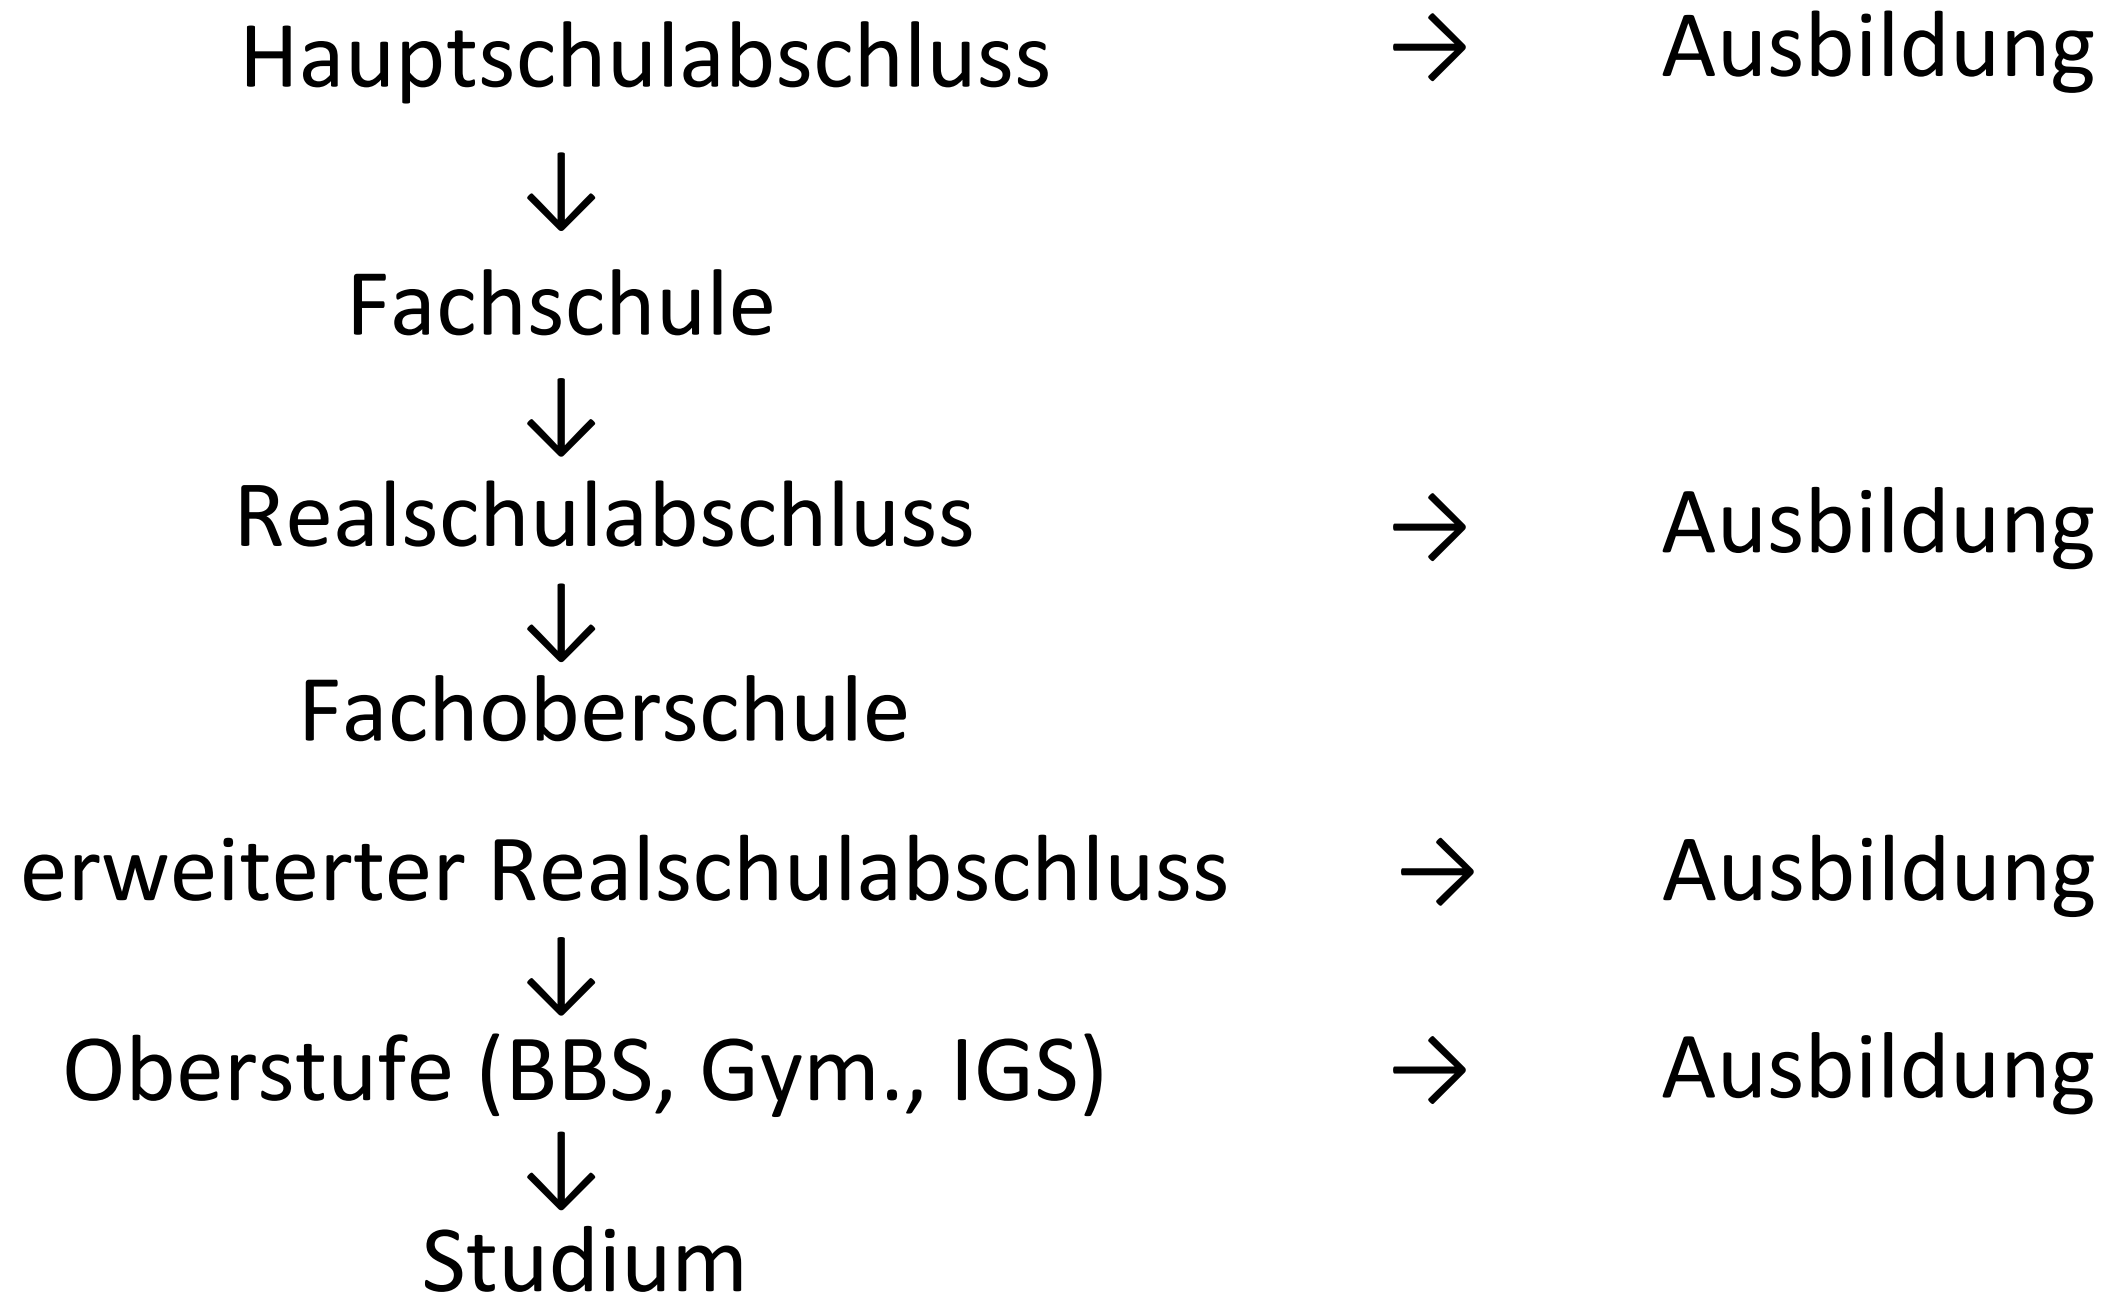 Hauptschulabschluss → Ausbildung
↓
Fachschule
↓
Realschulabschluss → Ausbildung
↓
Fachoberschule
erweiterter Realschulabschluss → Ausbildung
↓
Oberstufe (BBS, Gym., IGS) → Ausbildung
↓
Studium